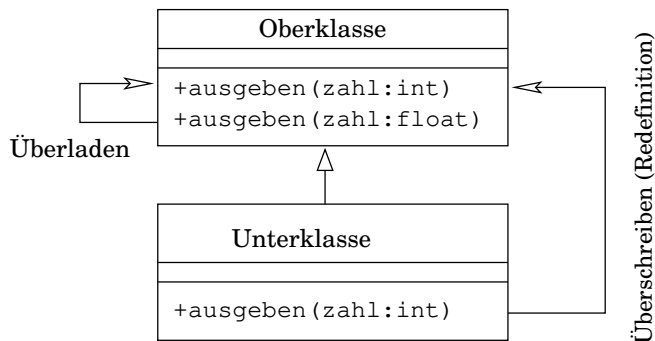 Oberklasse
+ausgeben(zahl:int)
+ausgeben(zahl:float)
Überladen
Unterklasse
+ausgeben(zahl:int)
Überschreiben (Redefinition)